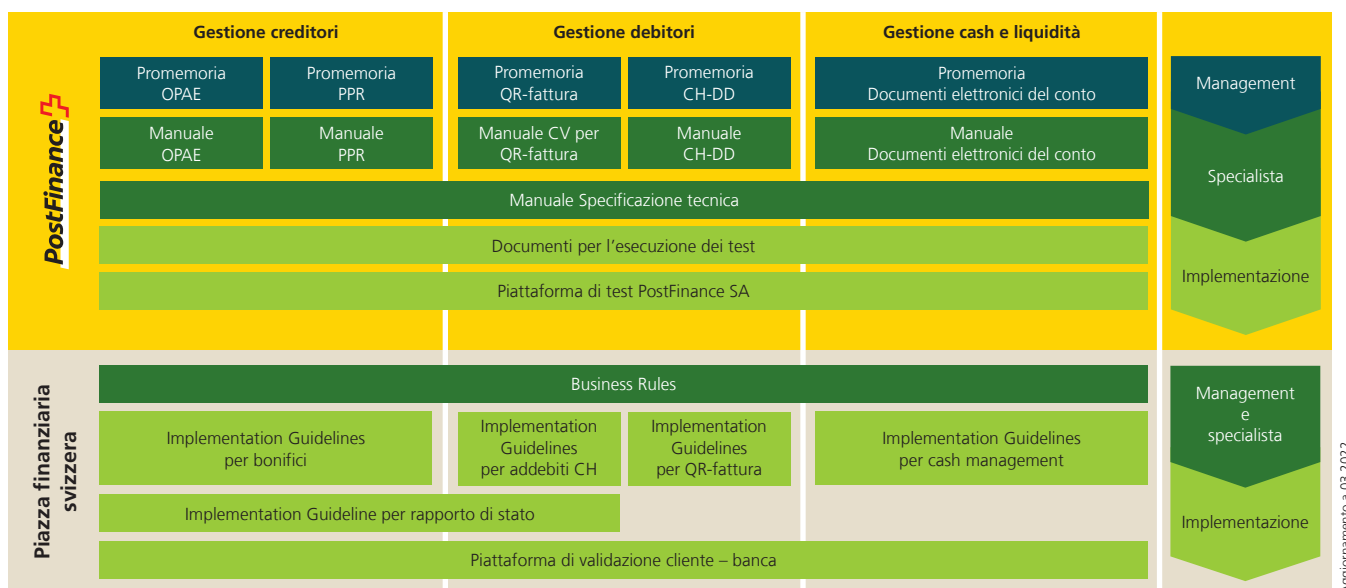 Gestione creditori
Gestione debitori
Gestione cash e liquidità
PostFinance
Promemoria
OPAE
Promemoria
PPR
Promemoria
QR-fattura
Promemoria
CH-DD
Promemoria
Documenti elettronici del conto
Management
Manuale
OPAE
Manuale
PPR
Manuale CV per
QR-fattura
Manuale
CH-DD
Manuale
Documenti elettronici del conto
Specialista
Manuale Specificazione tecnica
Documenti per l'esecuzione dei test
Implementazione
Piattaforma di test PostFinance SA
Piazza finanziaria
svizzera
Business Rules
Management
e
specialista
Implementation Guidelines
per bonifici
Implementation
Guidelines
per addebiti CH
Implementation
Guidelines
per QR-fattura
Implementation Guidelines
per cash management
Implementation Guideline per rapporto di stato
Implementazione
Piattaforma di validazione cliente – banca